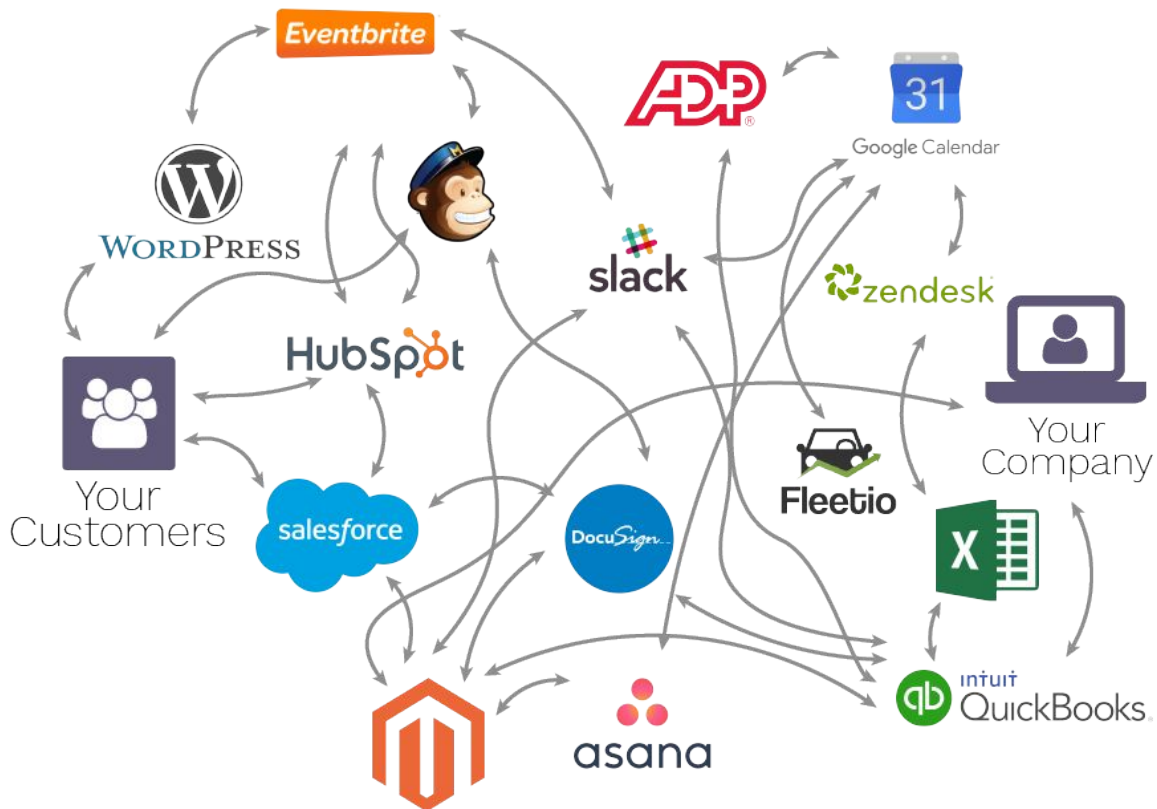 Eventbrite
ADP
®
31
Google Calendar
W
WORDPRESS
M
slack
zendesk
HubSpot
Your
Customers
Your
Company
salesforce
DocuSign
Fleetio
X
asana
qb
intuit
QuickBooks.